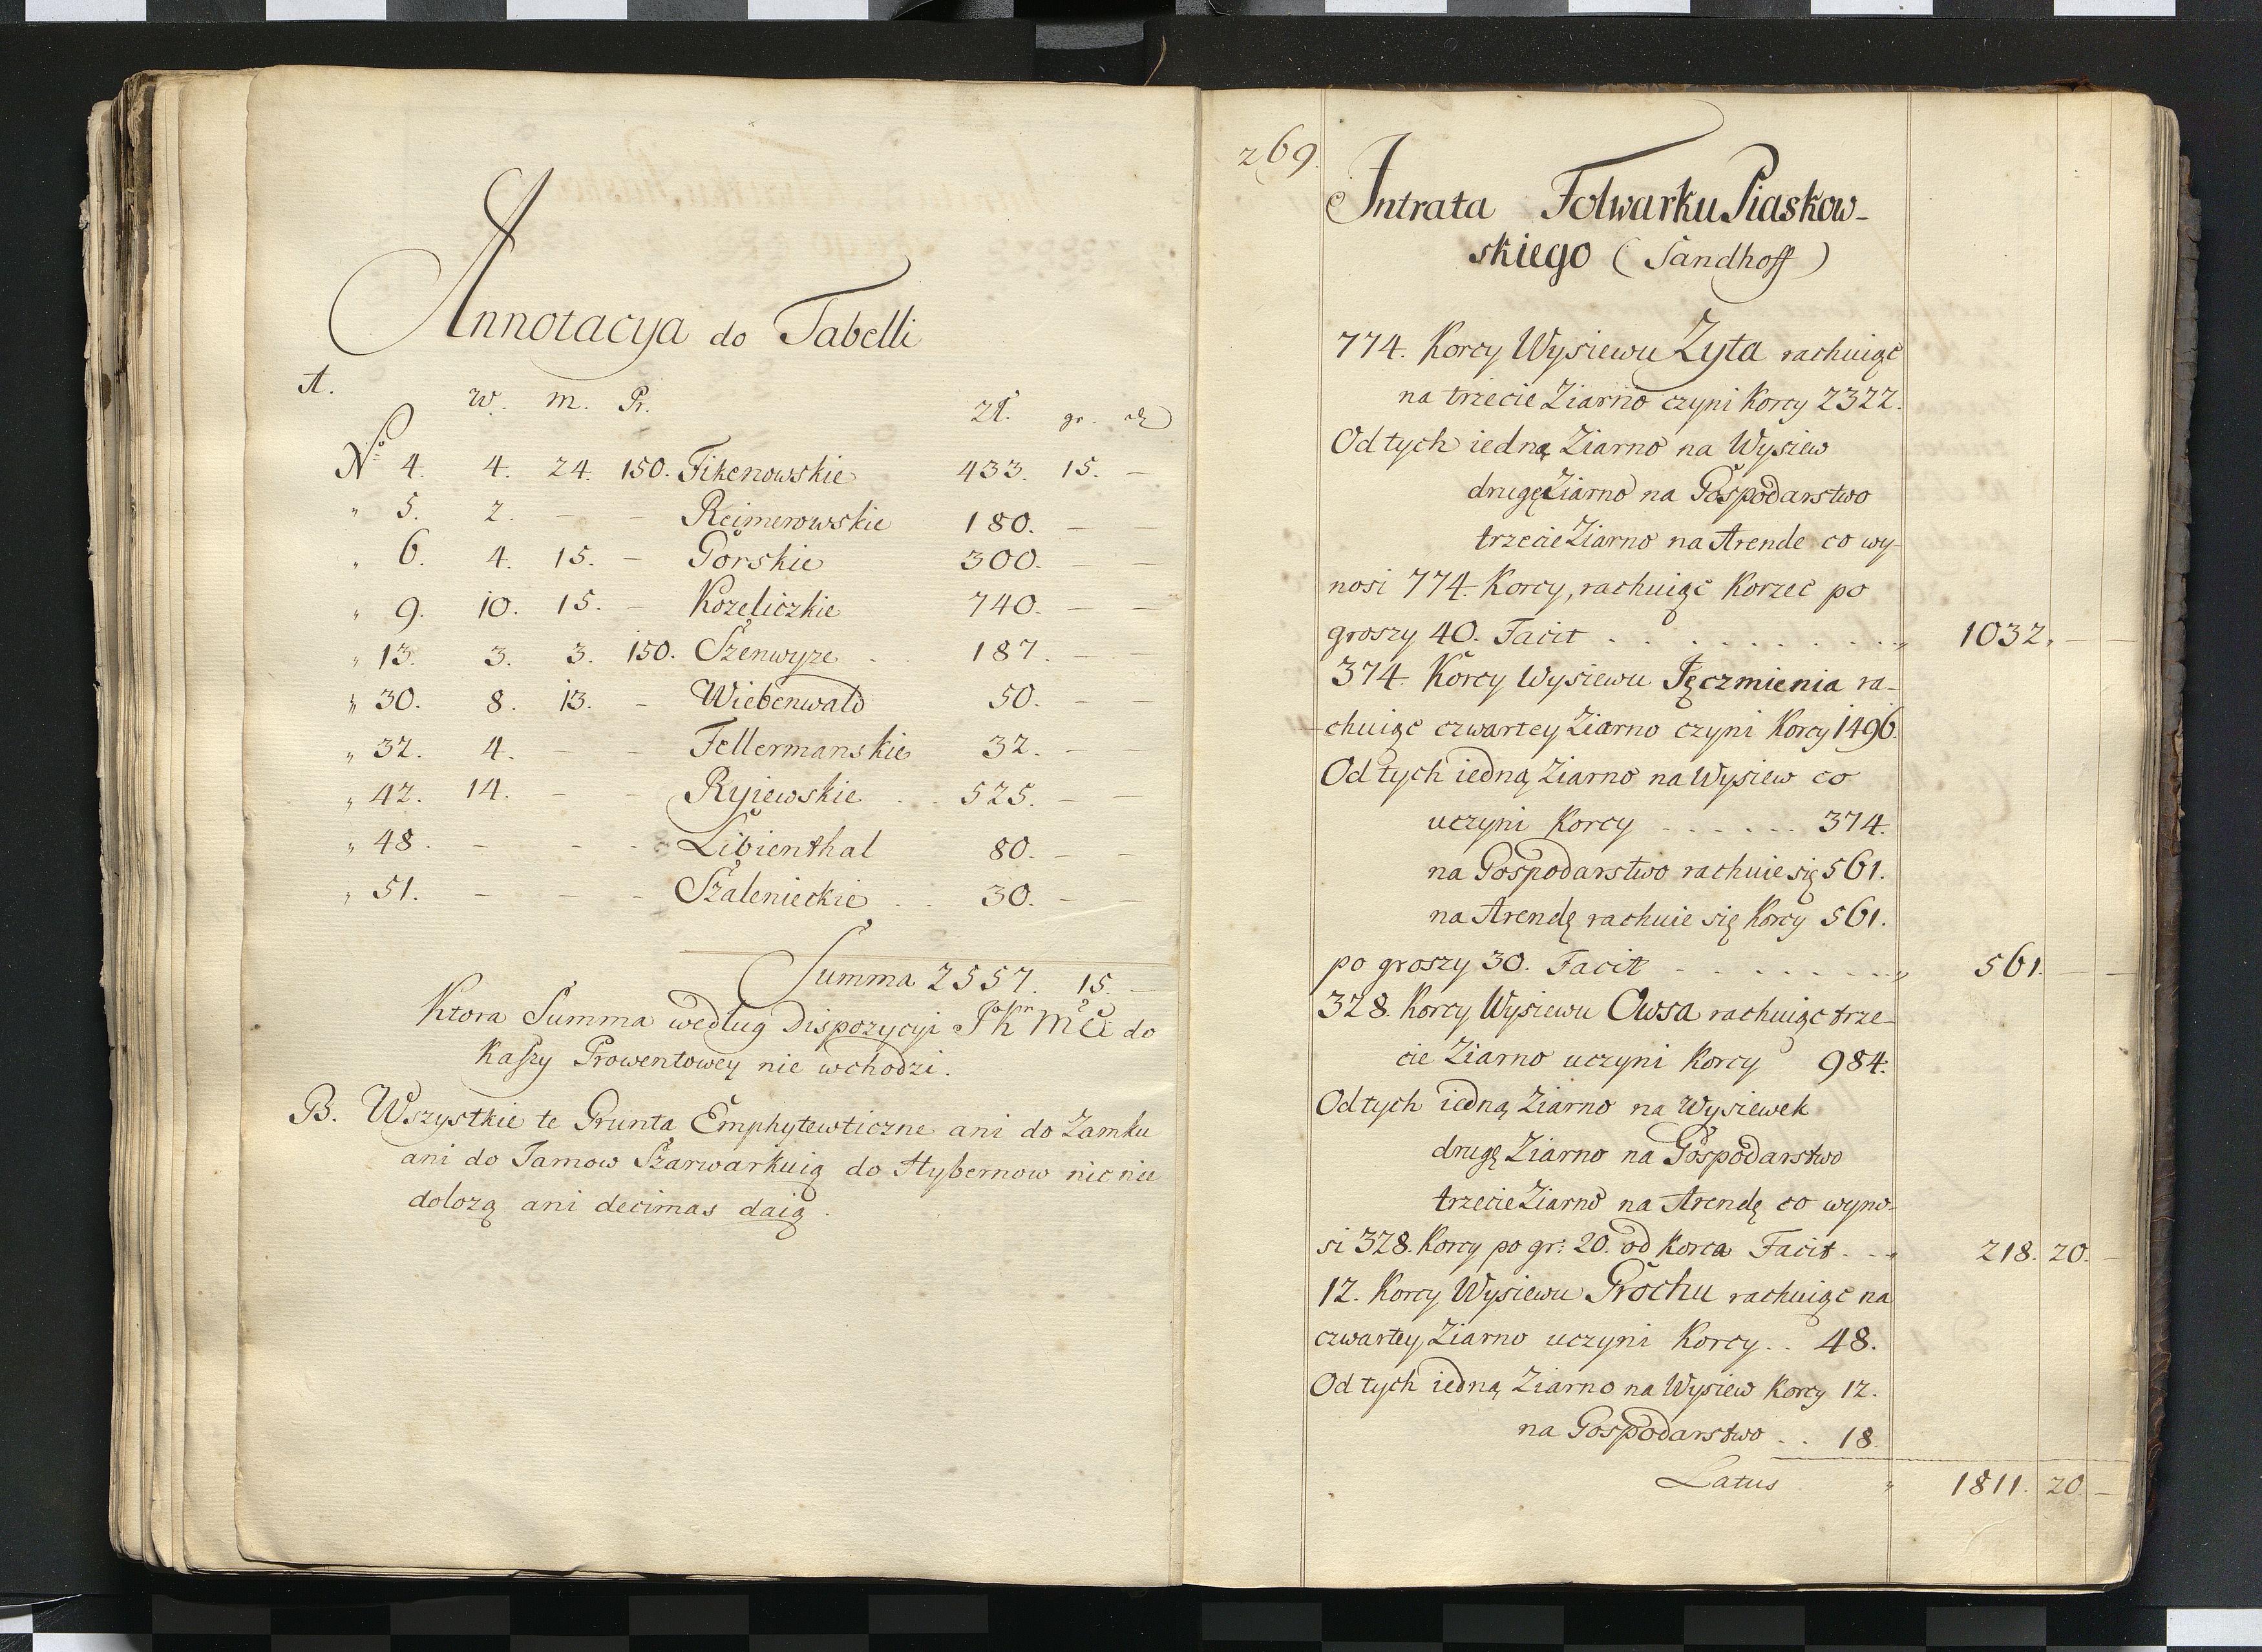 Annotacyja do Tabelli
A.
W. m. Pr. zł. gr.
No 4. 4. 24. 150. Fikenowskie 433. 15. –
" 5. 2. – – Reimerowskie 180. – –
" 6. 4. 15. – Gorskie 300. – –
" 9. 10. 15. – Kozeliczkie 740. – –
" 13. 3. 3. 150. Szenwyze . . 187. – –
" 30. 8. 13. – Wiebenwald 50. – –
" 32. 4. – – Fellermanskie 32. – –
" 42. 14. – – Ryjewskie . . 525. – –
" 48. – – – Libienthal 80. – –
" 51. – – – Szalenieckie . . 30. – –
Summa 2557. 15. –
Ktora Summa według Dispozycyi do
Kaszy Prowentowey nie wchodzi.
B. Wszystkie te Grunta Emphytewticzne ani do Zamku
ani do Tamow Szarwarkuią do Hybernow nic nie
dolozą ani decimas daią.
269.
Intrata Folwarku Piaskow-
skiego (Sandhoff)
774. Korcy Wysiewu Zyta rachuiąc
na trzecie Ziarno czyni Korcy 2322.
Od tych iedną Ziarno na Wysiew
drugę Ziarno na Gospodarstwo
trzecie Ziarno na Arende co wy-
nosi 774. Korcy, rachuiąc Korzec po
groszy 40. Facit . . . . . . . . . " 1032. – –
374. Korcy Wysiewu Jęczmienia ra-
chuiąc czwartey Ziarno czyni Korcy 1496.
Od tych iedną Ziarno na Wysiew co
uczyni Korcy . . . . . . 374.
na Gospodarstwo rachuie się 561.
na Arendę rachuie się Korcy 561.
po groszy 30. Facit . . . . . . . . " 561. – –
328. Korcy Wysiewu Owsa rachuiąc trze-
cie Ziarno uczyni Korcy 984.
Od tych iedną Ziarno na Wysiewek
drugę Ziarno na Gospodarstwo
trzecie Ziarno na Arendę co wyno-
si 328. Korcy po gr: 20. od Korca Facit . . " 218. 20. –
12. Korcy Wysiewu Grochu rachuiąc na
czwartey Ziarno uczyni Korcy . . 48.
Od tych iedną Ziarno na Wysiew Korcy 12.
na Gospodarstwo . . 18.
Latus " 1811. 20. –